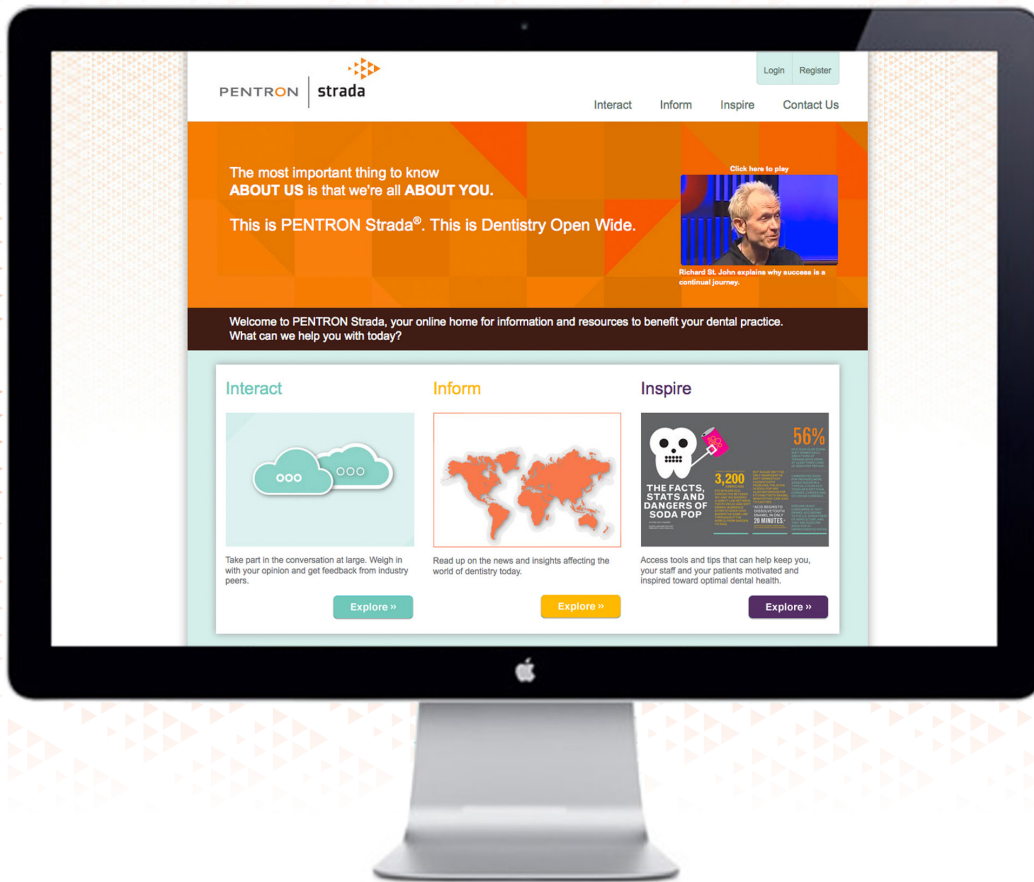 PENTRON
strada
Login Register
Interact Inform Inspire Contact Us
The most important thing to know
ABOUT US is that we're all ABOUT YOU.
This is PENTRON Strada®. This is Dentistry Open Wide.
Click here to play
Richard St. John explains why success is a
continual journey.
Welcome to PENTRON Strada, your online home for information and resources to benefit your dental practice.
What can we help you with today?
Interact
Take part in the conversation at large. Weigh in
with your opinion and get feedback from industry
peers.
Explore »
Inform
Read up on the news and insights affecting the
world of dentistry today.
Explore »
Inspire
THE FACTS,
STATS AND
DANGERS OF
SODA POP
3,200
20 MINUTES
56%
Access tools and tips that can help keep you,
your staff and your patients motivated and
inspired toward optimal dental health.
Explore »